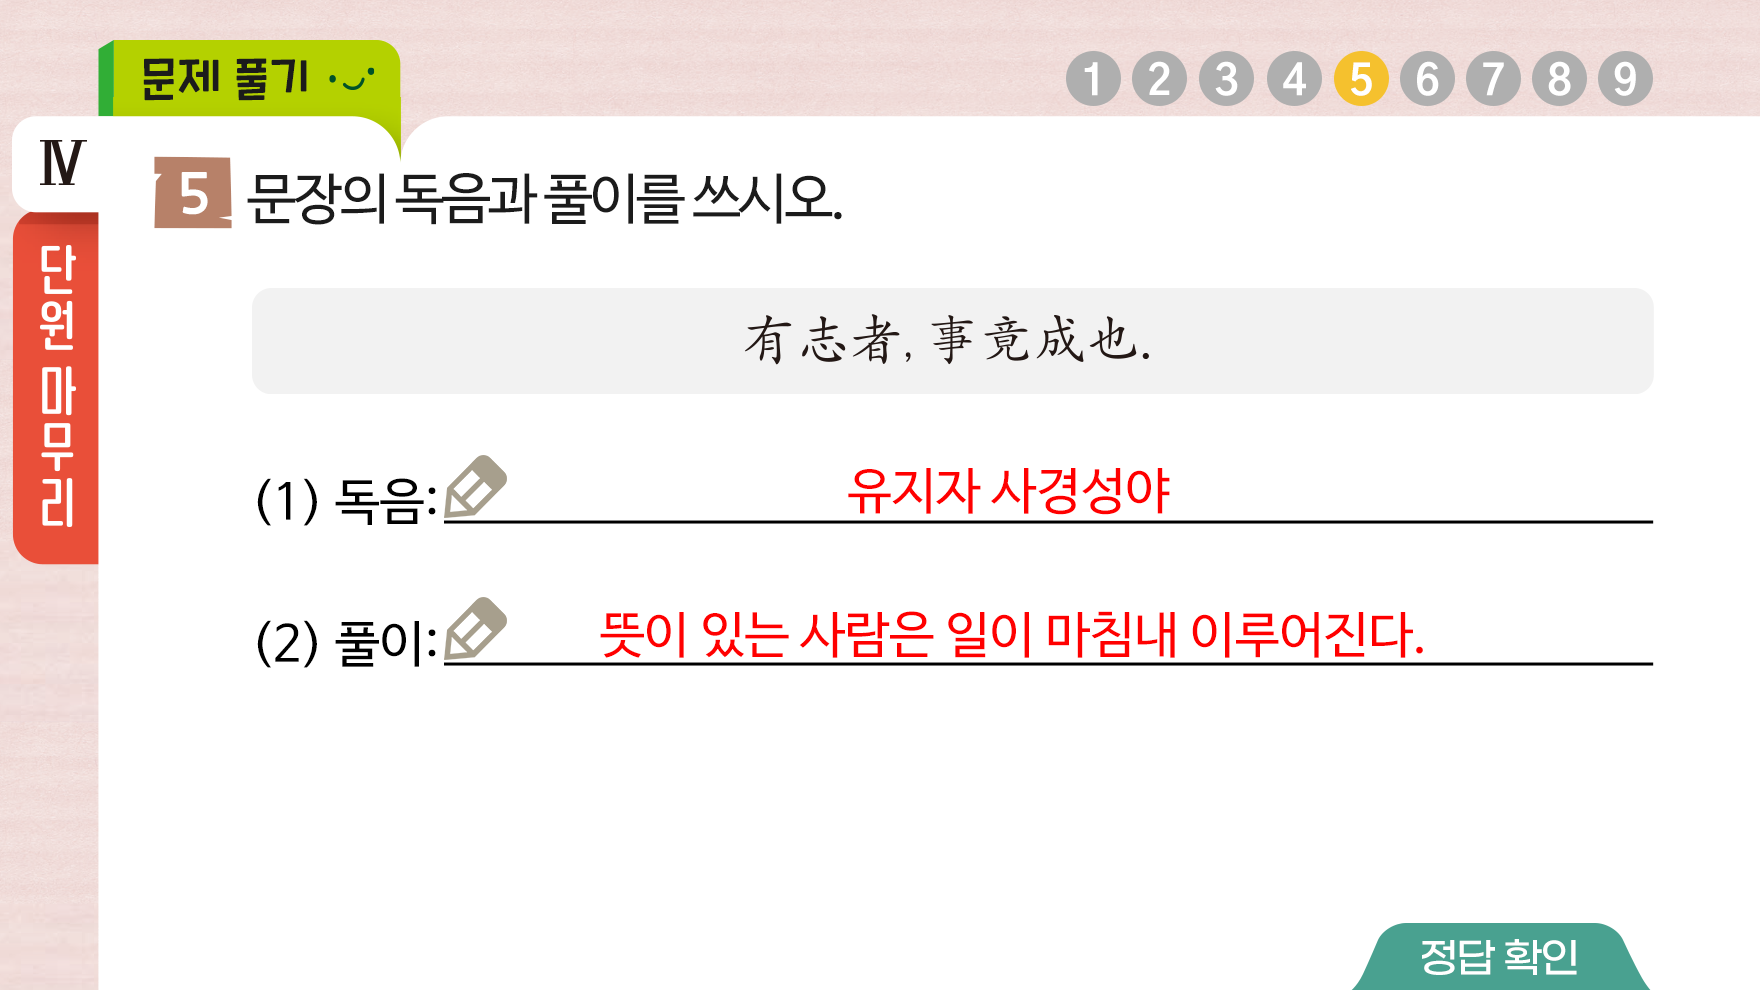 문제 풀기
1 2 3 4 5 6 7 8 9
Ⅳ
단원 마무리
5 문장의 독음과 풀이를 쓰시오.
有志者, 事竟成也.
(1) 독음: 유지자 사경성야
(2) 풀이: 뜻이 있는 사람은 일이 마침내 이루어진다.
정답 확인